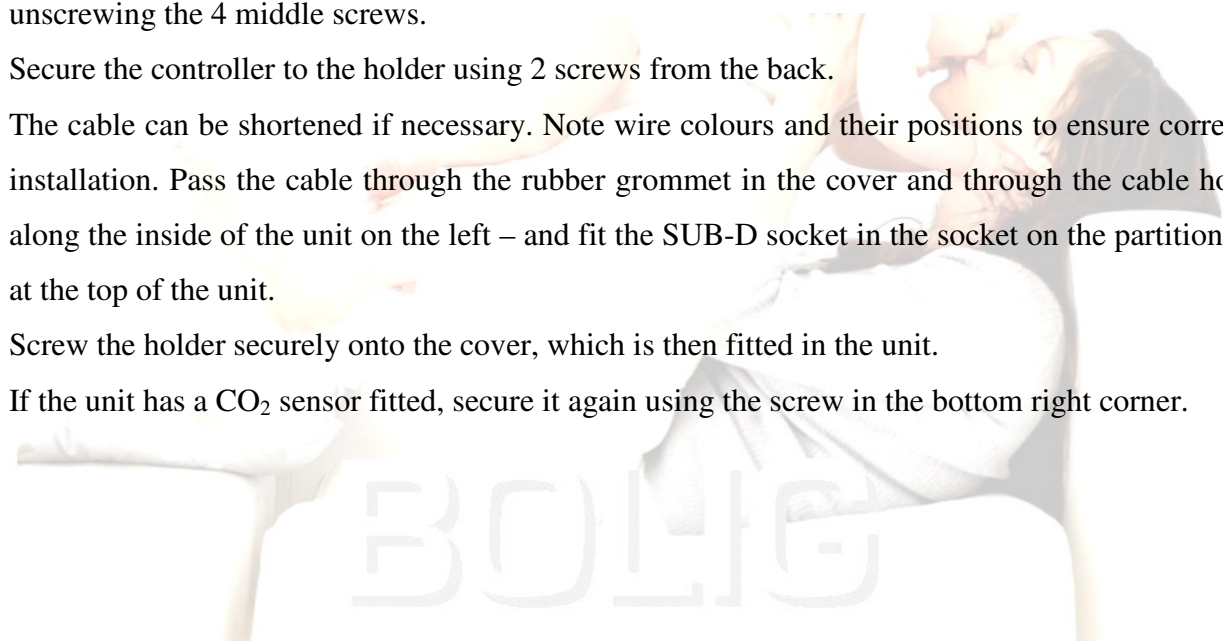 unscrewing the 4 middle screws.
Secure the controller to the holder using 2 screws from the back.
The cable can be shortened if necessary. Note wire colours and their positions to ensure corre
installation. Pass the cable through the rubber grommet in the cover and through the cable ho
along the inside of the unit on the left – and fit the SUB-D socket in the socket on the partition
at the top of the unit.
Screw the holder securely onto the cover, which is then fitted in the unit.
If the unit has a CO₂ sensor fitted, secure it again using the screw in the bottom right corner.
BOLIG